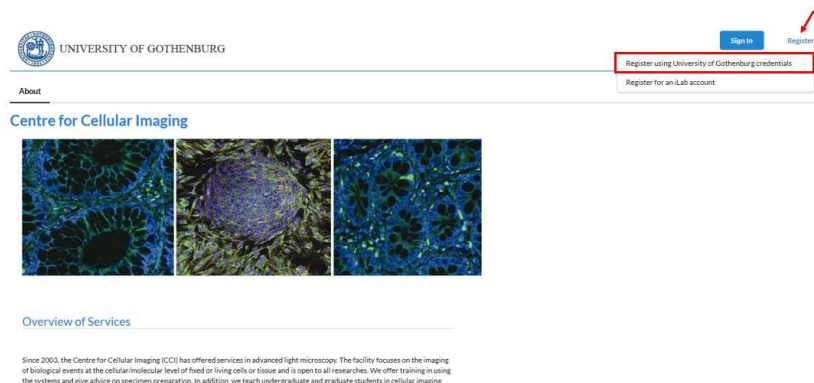 UNIVERSITY OF GOTHENBURG
Sign In
Register
Register using University of Gothenburg credentials
Register for an iLab account
About
Centre for Cellular Imaging
Overview of Services
Since 2003, the Centre for Cellular Imaging (CCI) has offered services in advanced light microscopy. The facility focuses on the imaging
of biological events at the cellular/molecular level of fixed or living cells or tissue and is open to all researches. We offer training in using
the systems and give advice on specimen preparation. In addition, we teach undergraduate and graduate students in cellular imaging.